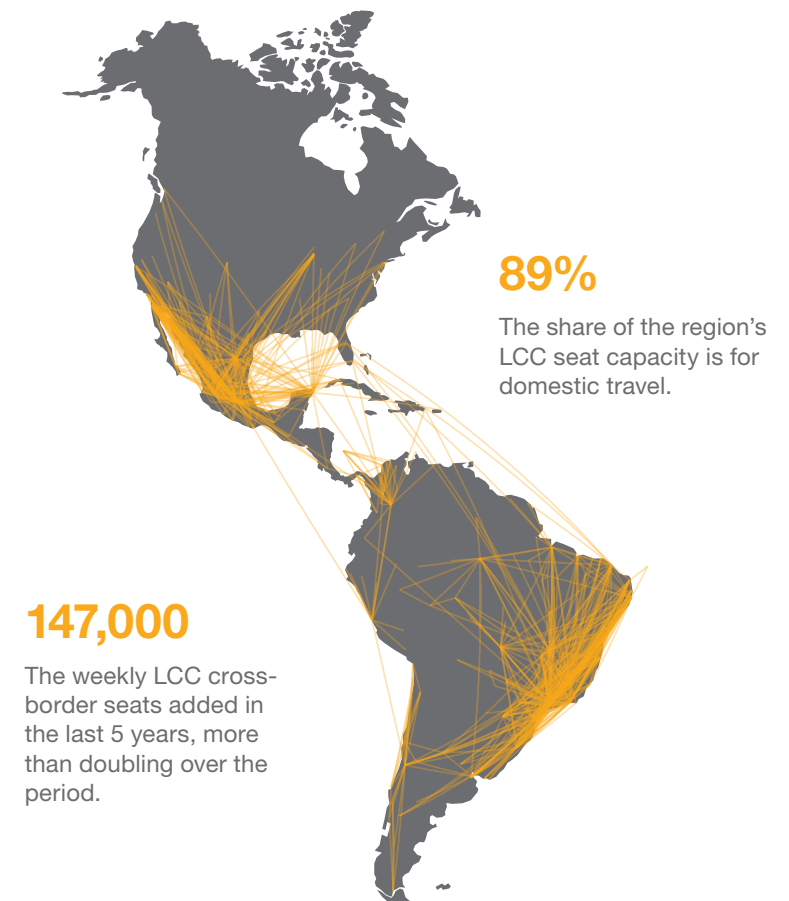 89%
The share of the region’s
LCC seat capacity is for
domestic travel.
147,000
The weekly LCC cross-
border seats added in
the last 5 years, more
than doubling over the
period.